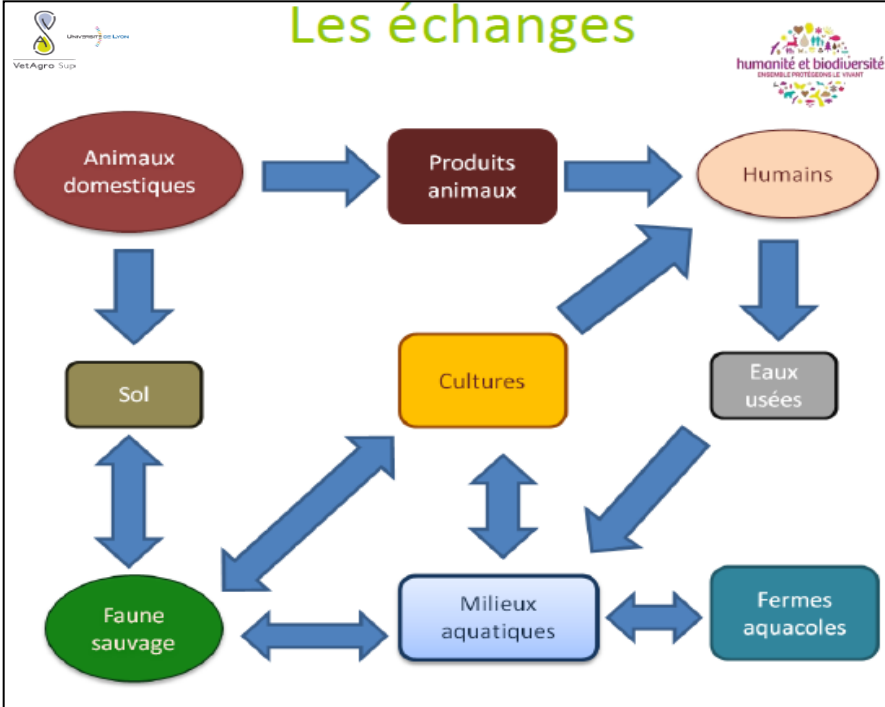 Les échanges
VetAgro Sup
UNIVERSITÉ DE LYON
humanité et biodiversité
ENSEMBLE PROTÉGEONS LE VIVANT
Animaux
domestiques
Produits
animaux
Humains
Sol
Cultures
Eaux
usées
Faune
sauvage
Milieux
aquatiques
Fermes
aquacoles